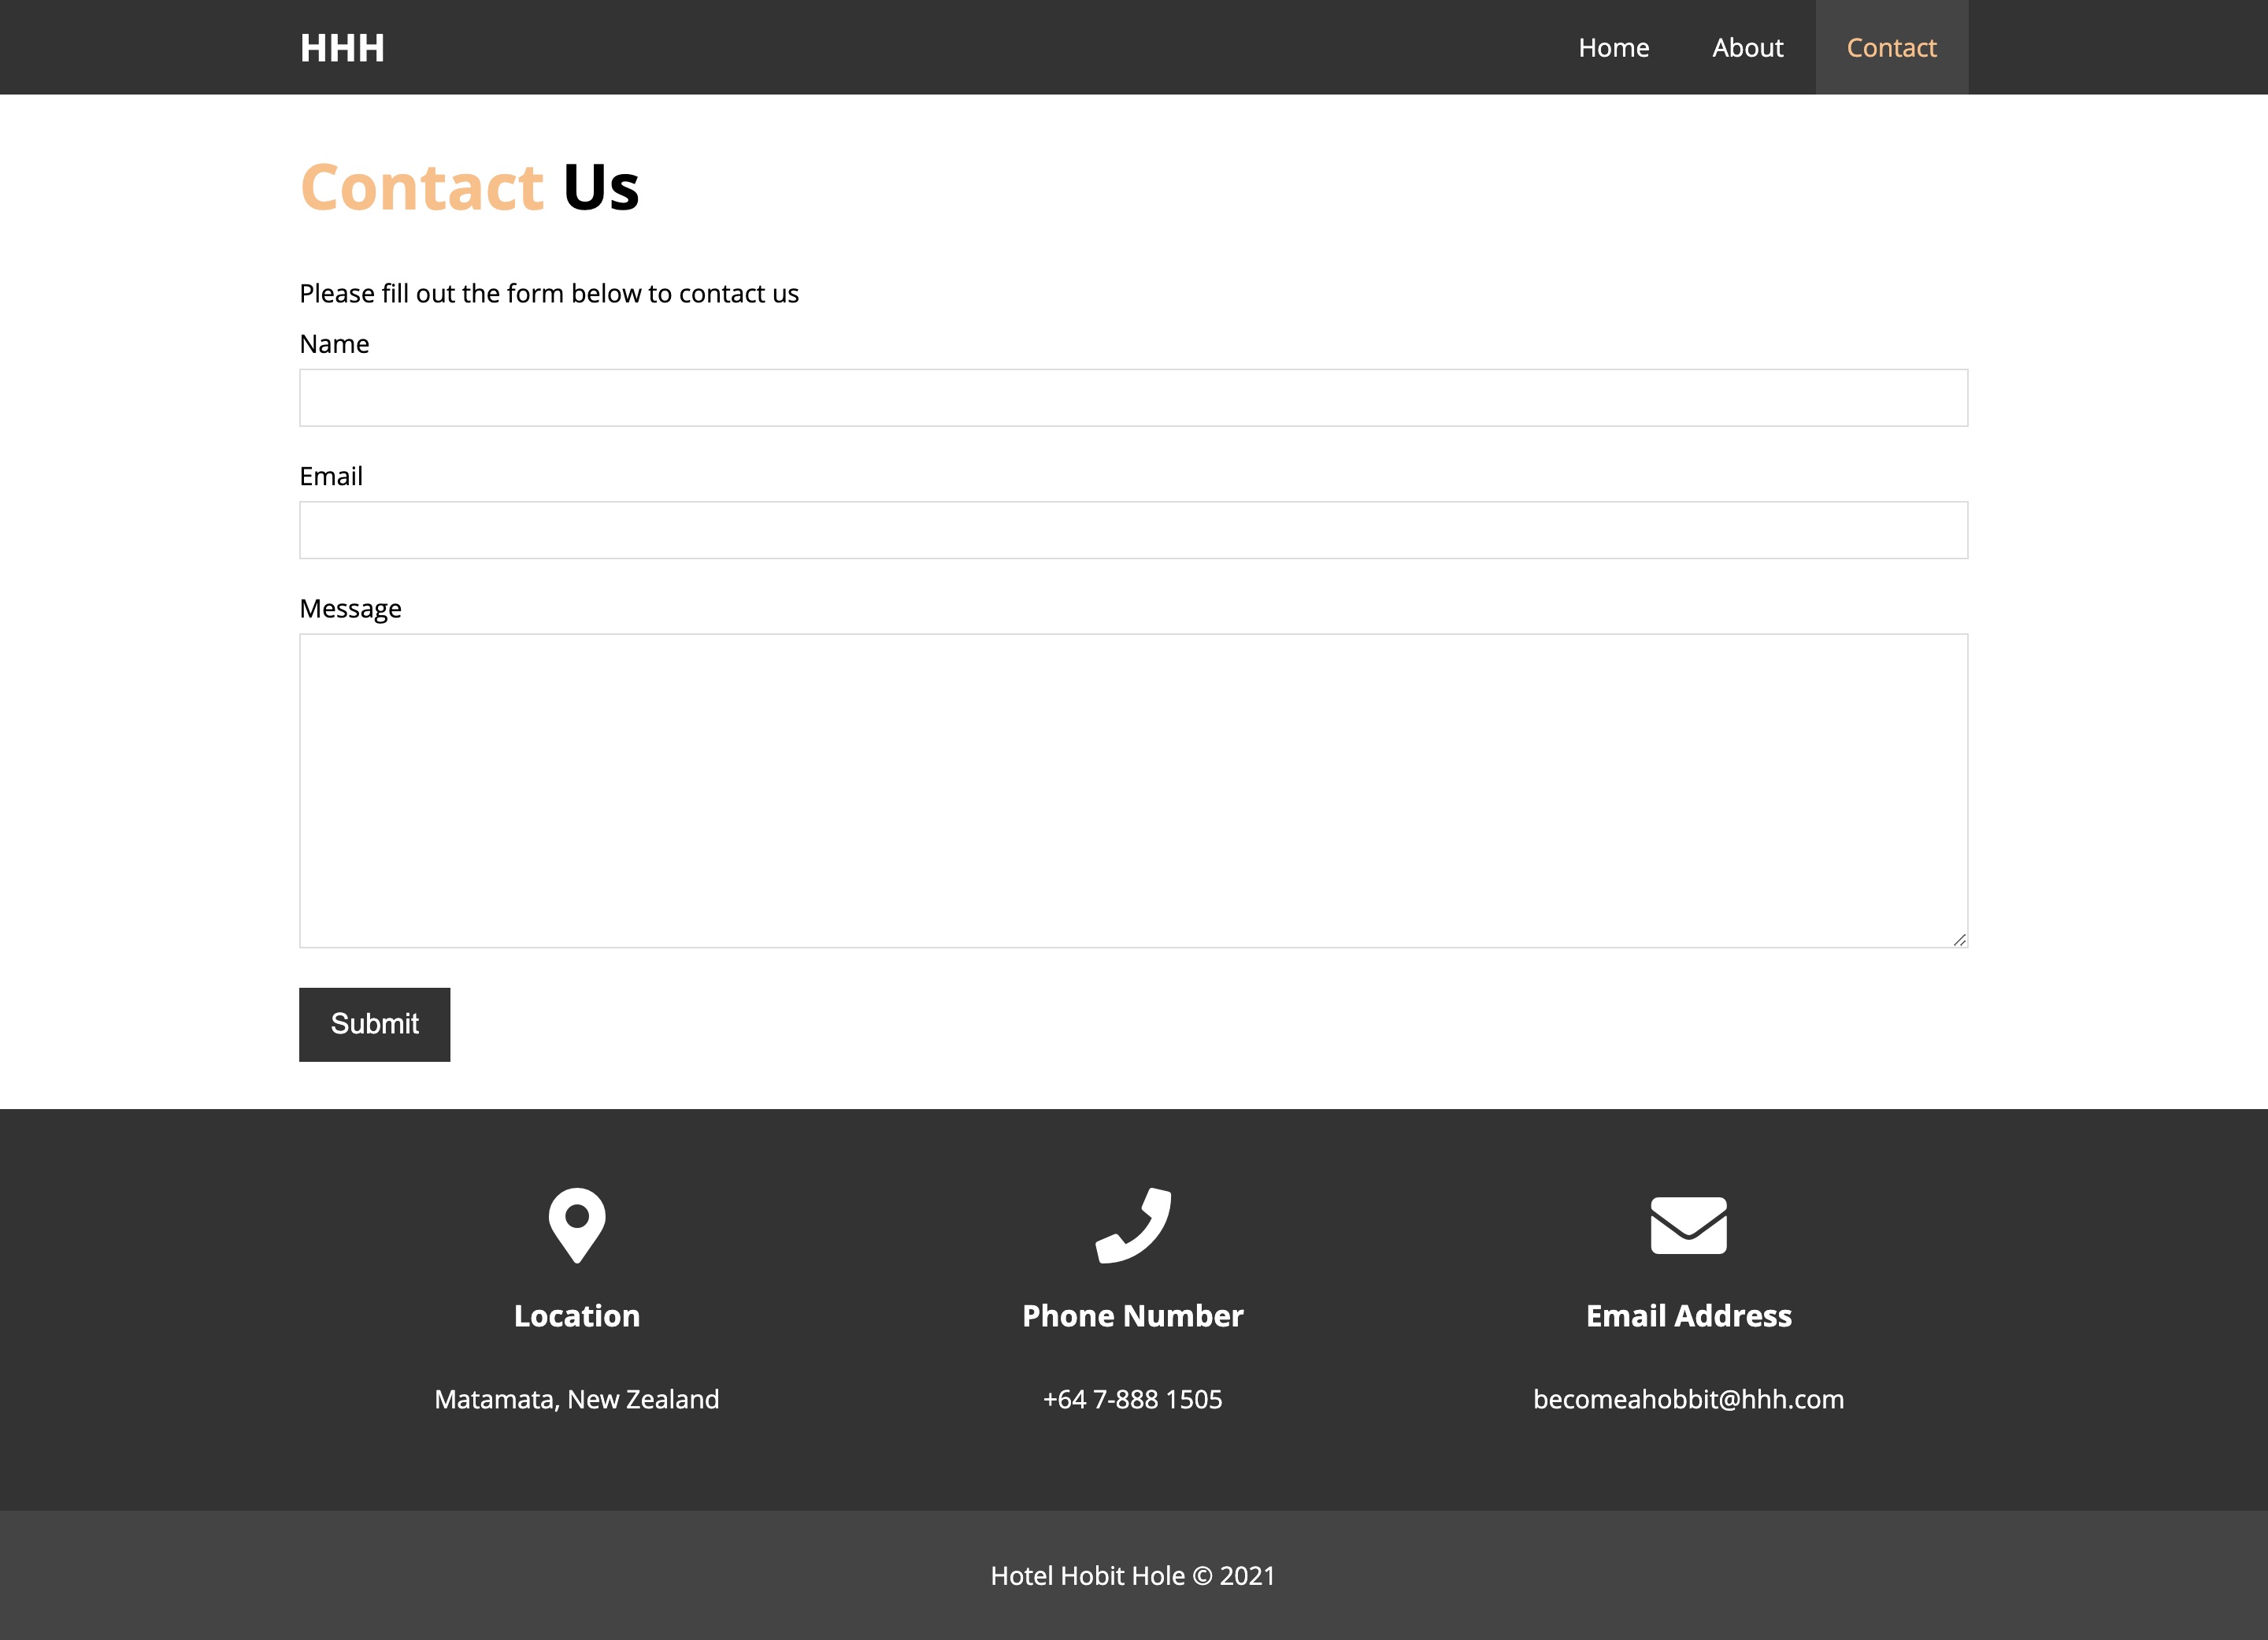 HHH
Home About Contact
Contact Us
Please fill out the form below to contact us
Name
Email
Message
Submit
Location
Phone Number
Email Address
Matamata, New Zealand
+64 7-888 1505
becomeahobbit@hhh.com
Hotel Hobit Hole © 2021